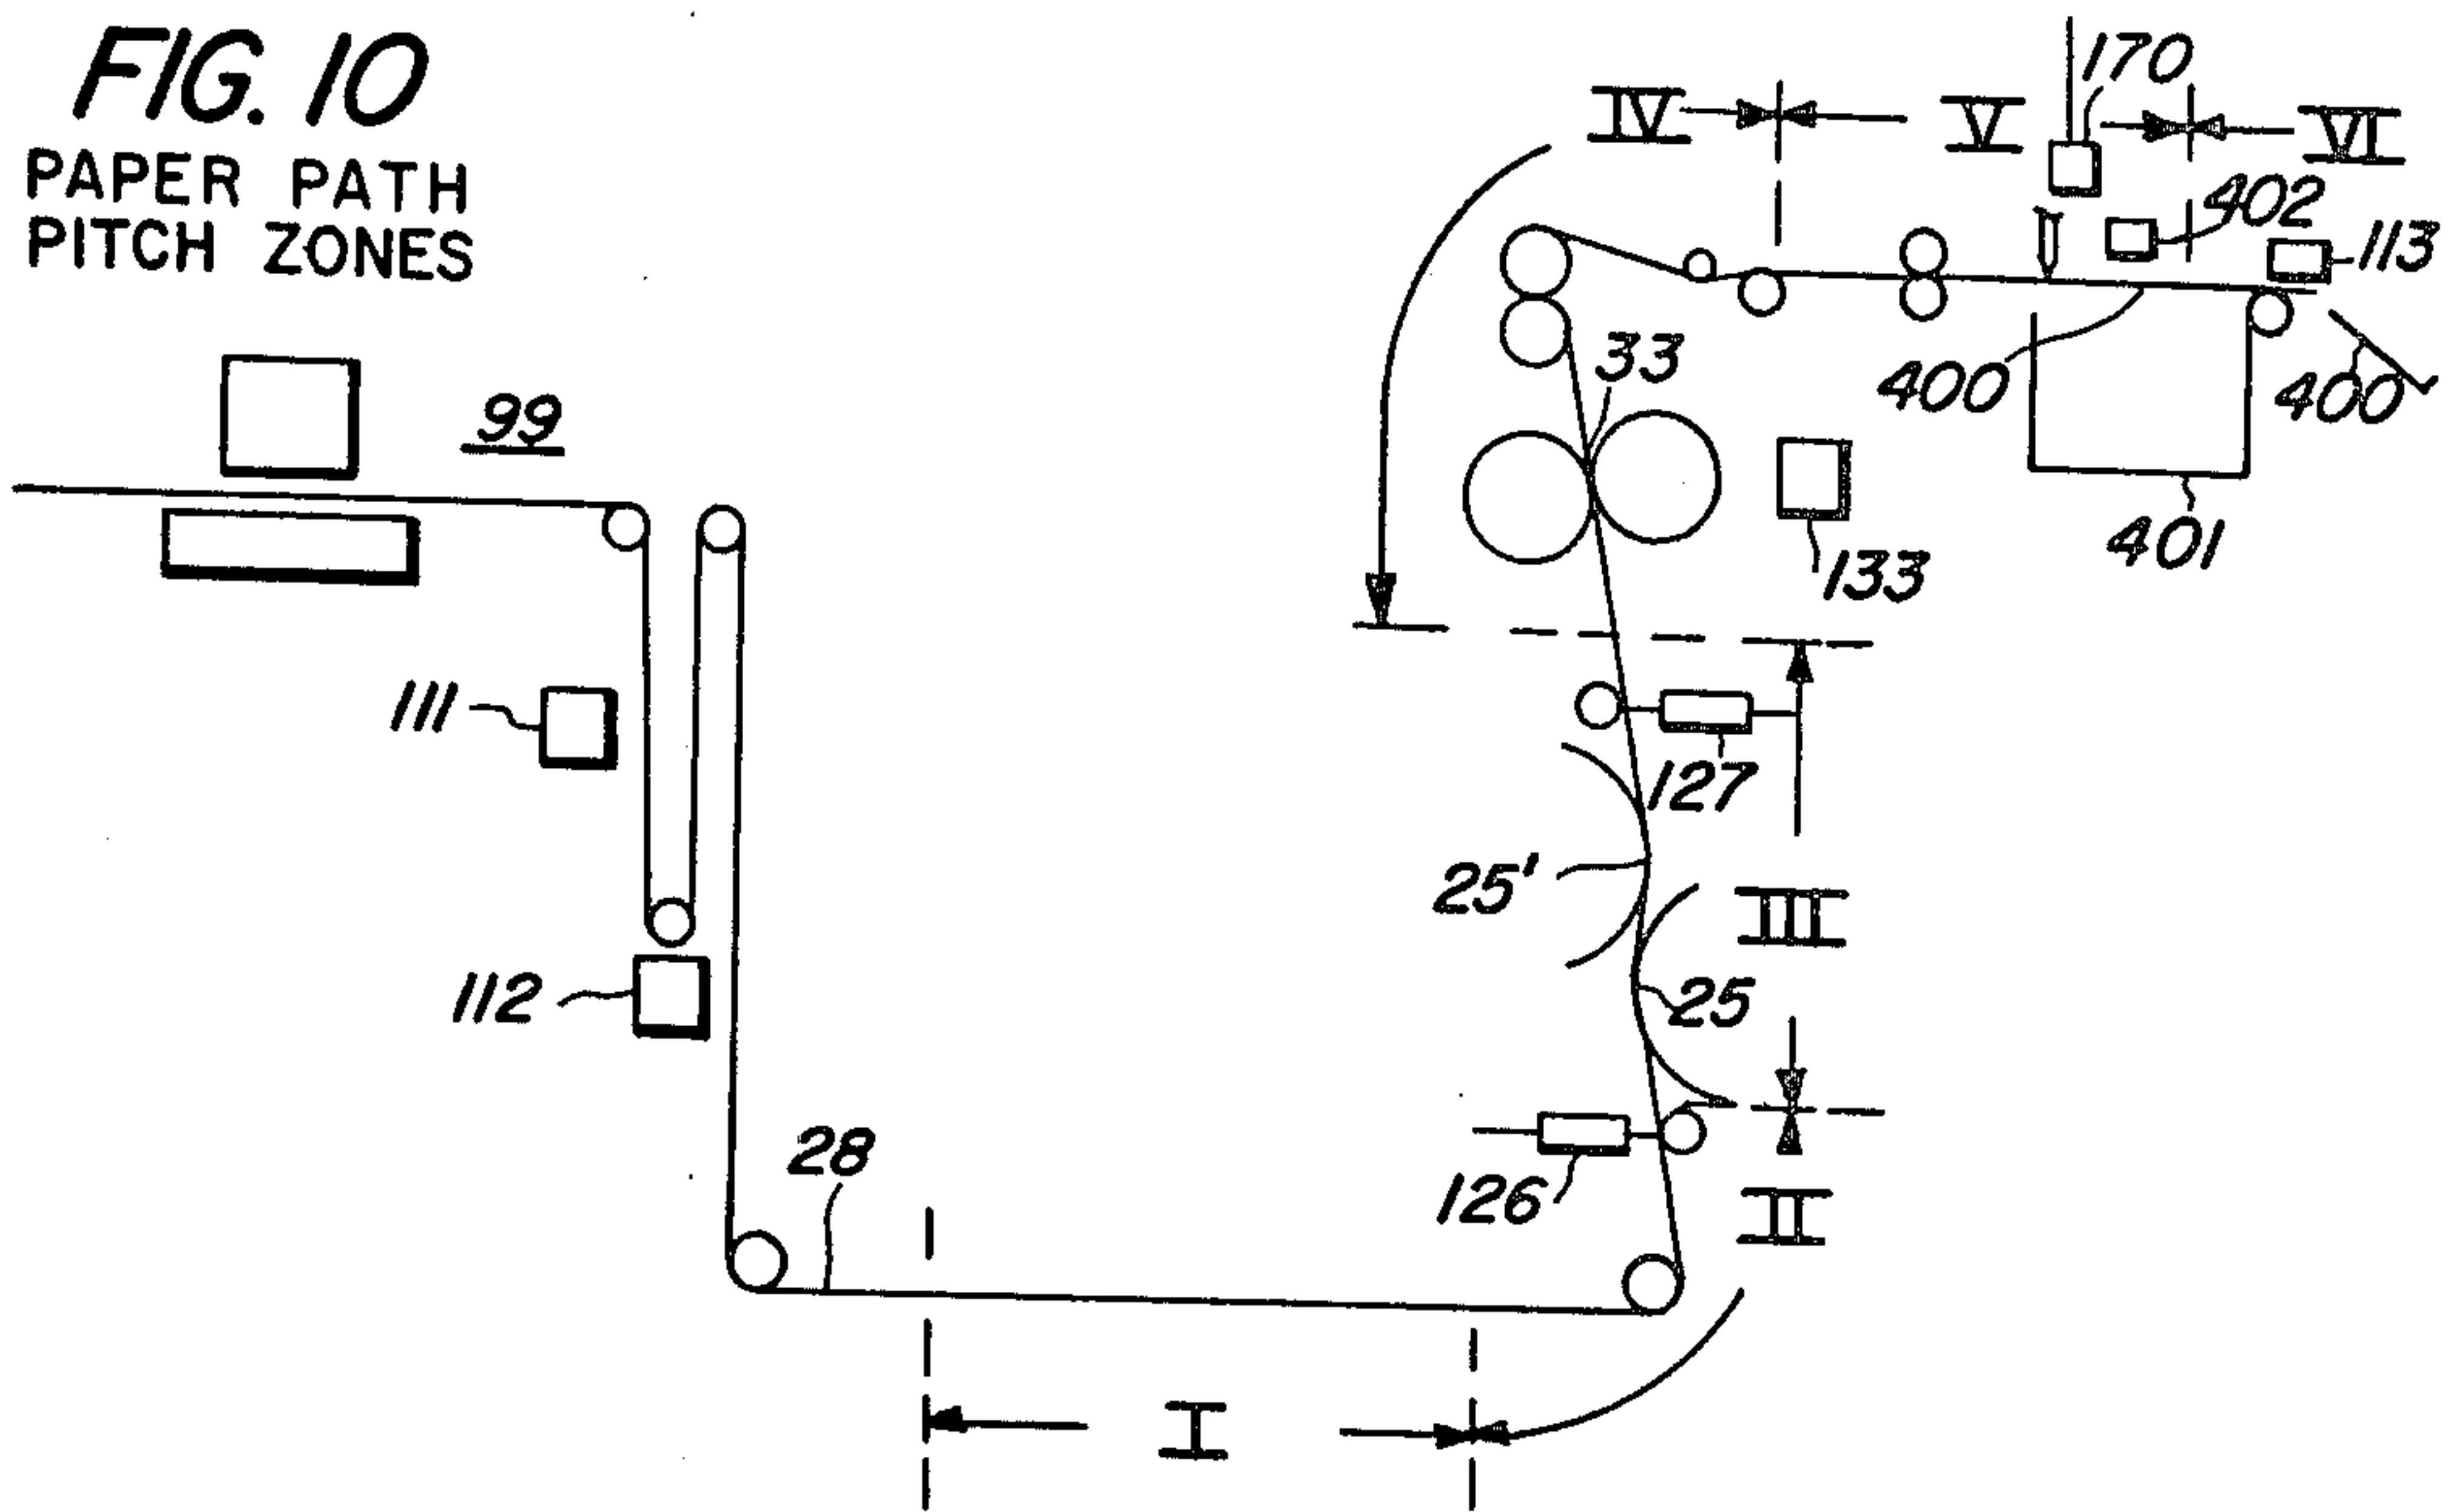 FIG. 10
PAPER PATH
PITCH ZONES
170
IV
V
VI
402
113
33
400
400
99
401
133
111
127
25'
III
112
25
28
126
II
I